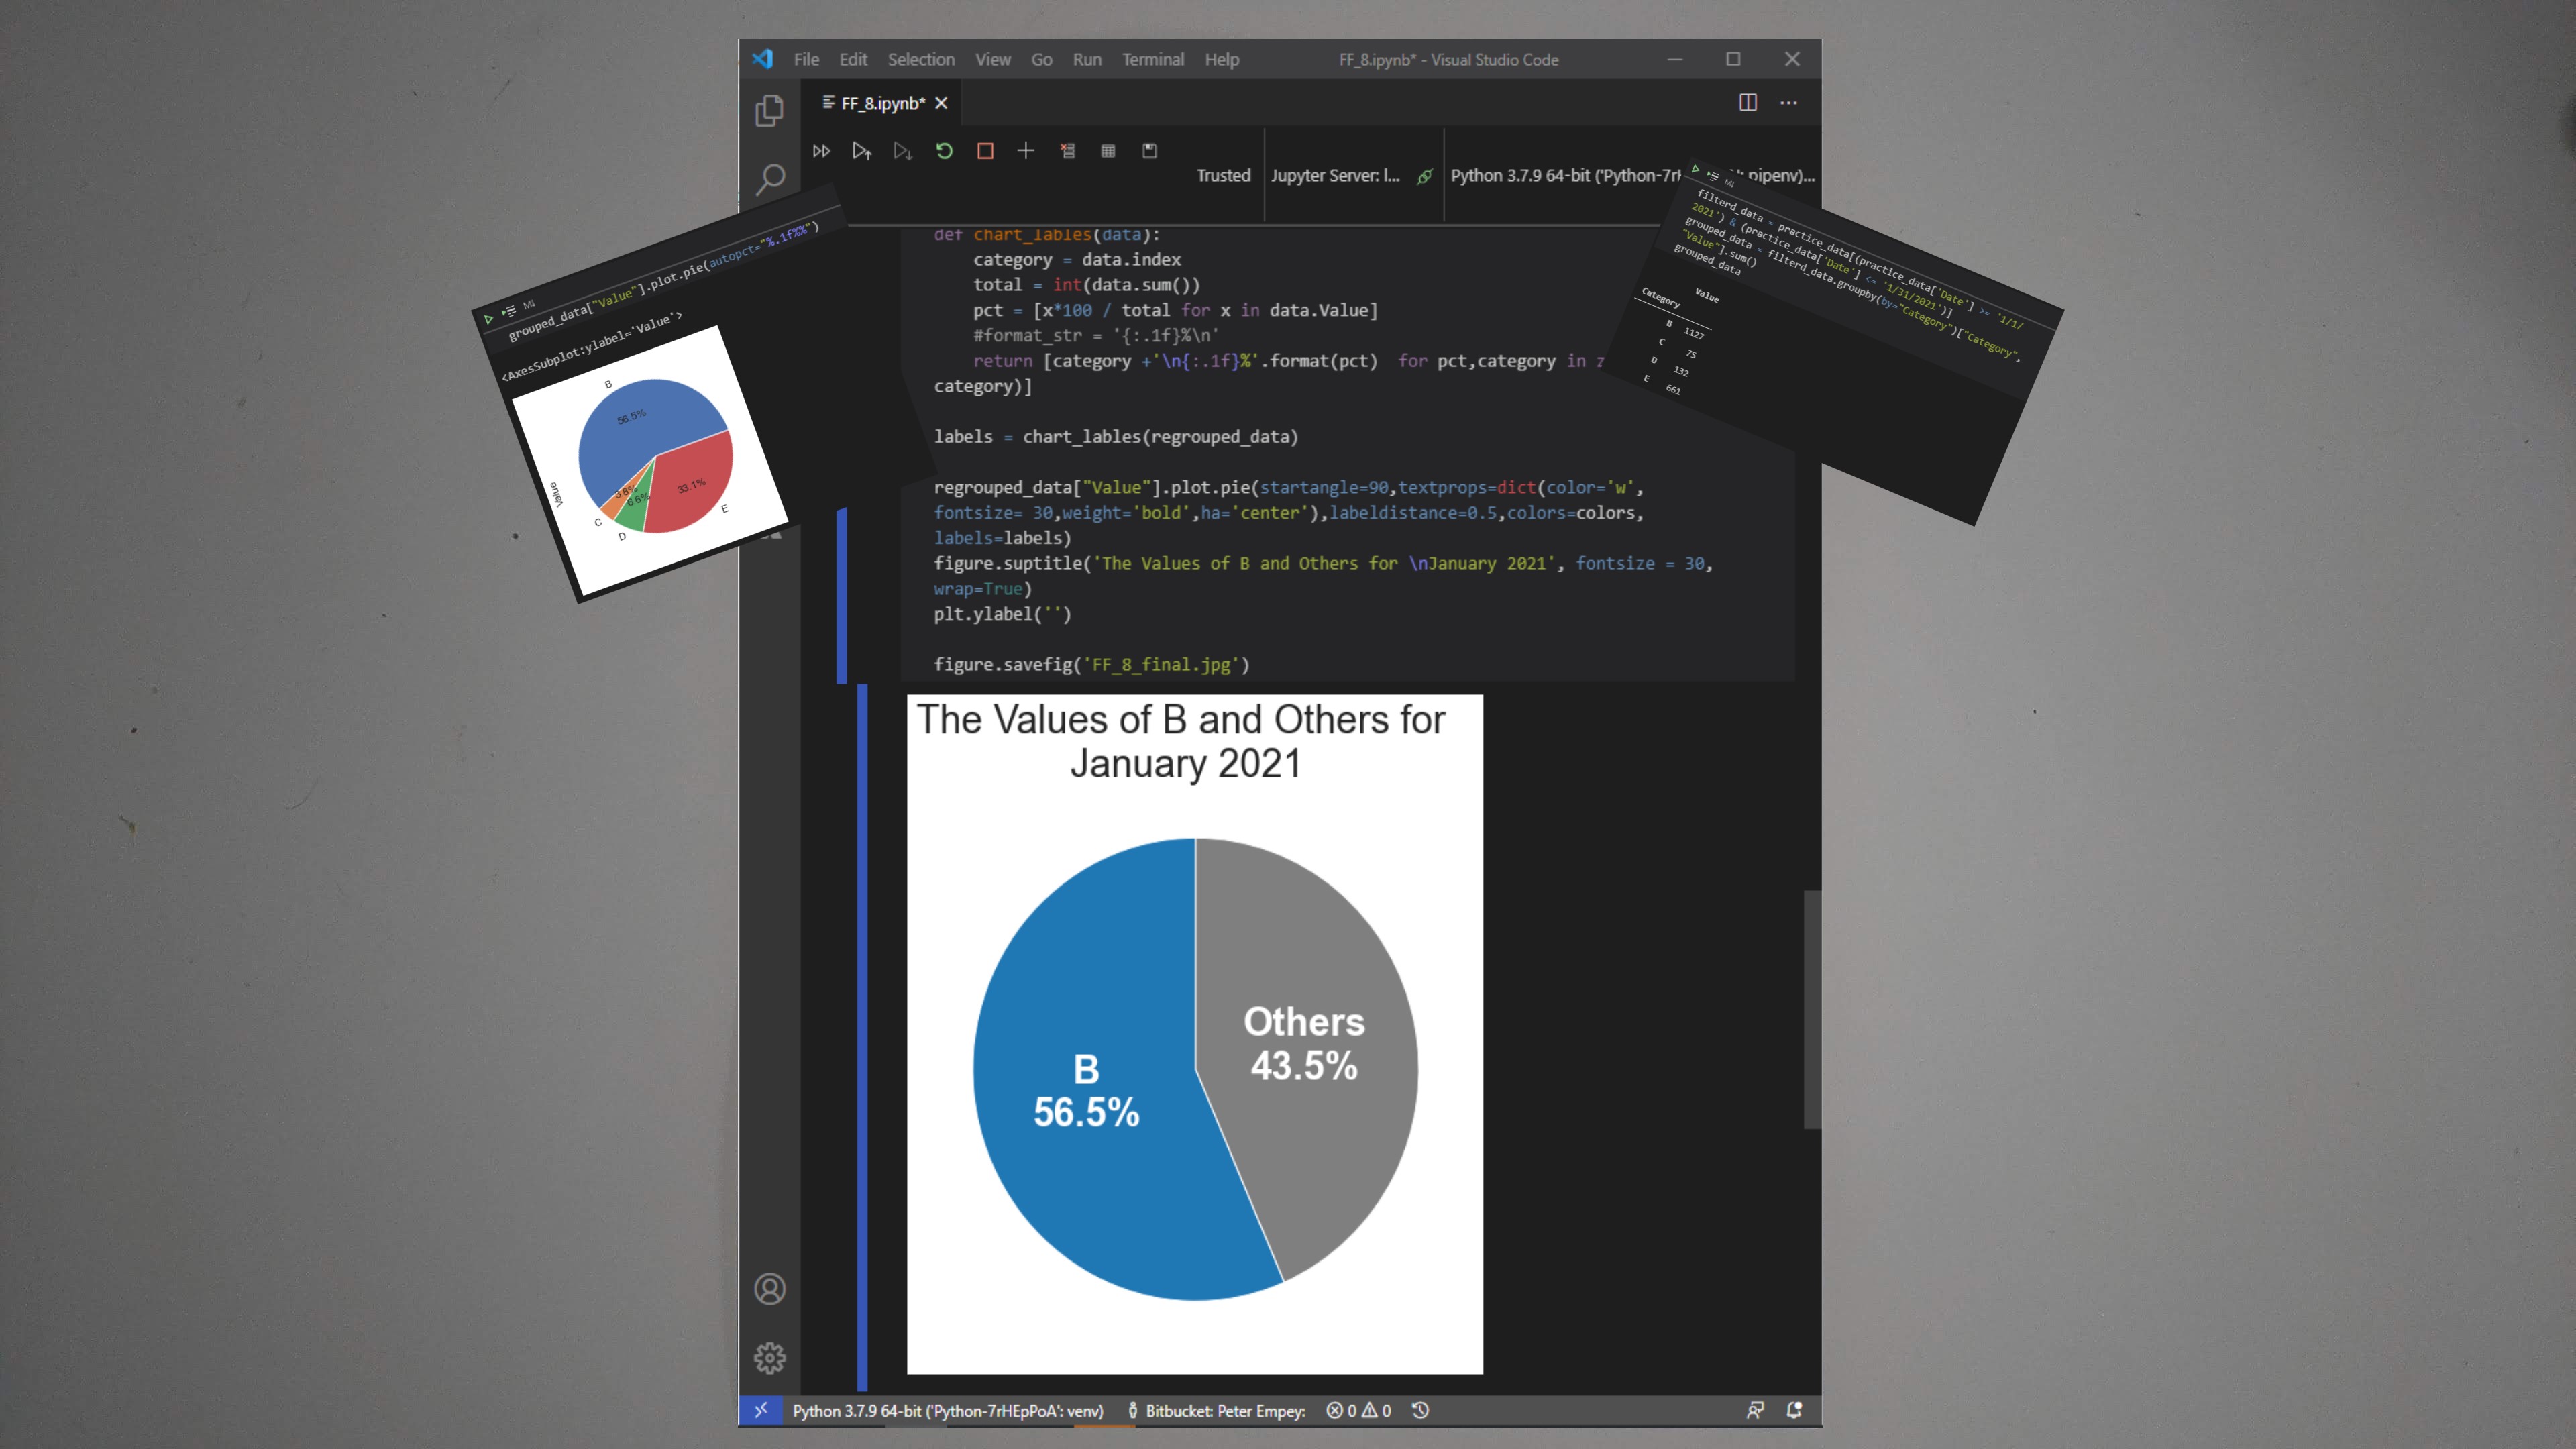 File Edit Selection View Go Run Terminal Help FF_8.ipynb* - Visual Studio Code
FF_8.ipynb*
Trusted Jupyter Server: l... Python 3.7.9 64-bit ('Python-7rH pipenv)...
def chart_lables(data):
category = data.index
total = int(data.sum())
pct = [x*100 / total for x in data.Value]
#format_str = '{:.1f}%\n'
return [category +'\n{:.1f}%'.format(pct)  for pct,category in z
category)]
labels = chart_lables(regrouped_data)
regrouped_data["Value"].plot.pie(startangle=90,textprops=dict(color='w',
fontsize= 30,weight='bold',ha='center'),labeldistance=0.5,colors=colors,
labels=labels)
figure.suptitle('The Values of B and Others for \nJanuary 2021', fontsize = 30,
wrap=True)
plt.ylabel('')
figure.savefig('FF_8_final.jpg')
The Values of B and Others for
January 2021
Others
43.5%
B
56.5%
Python 3.7.9 64-bit ('Python-7rHEpPoA': venv) Bitbucket: Peter Empey: 0 0
M↓
grouped_data["Value"].plot.pie(autopct="%.1f%%")
<AxesSubplot:ylabel='Value'>
B
56.5%
3.8%
6.6%
33.1%
Value
C
D
E
M↓
filterd_data = practice_data[(practice_data['Date'] >= '1/1/
2021') & (practice_data['Date'] <= '1/31/2021')]
grouped_data = filterd_data.groupby(by="Category")["Category",
"Value"].sum()
grouped_data
Value
Category
B 1127
C 75
D 132
E 661